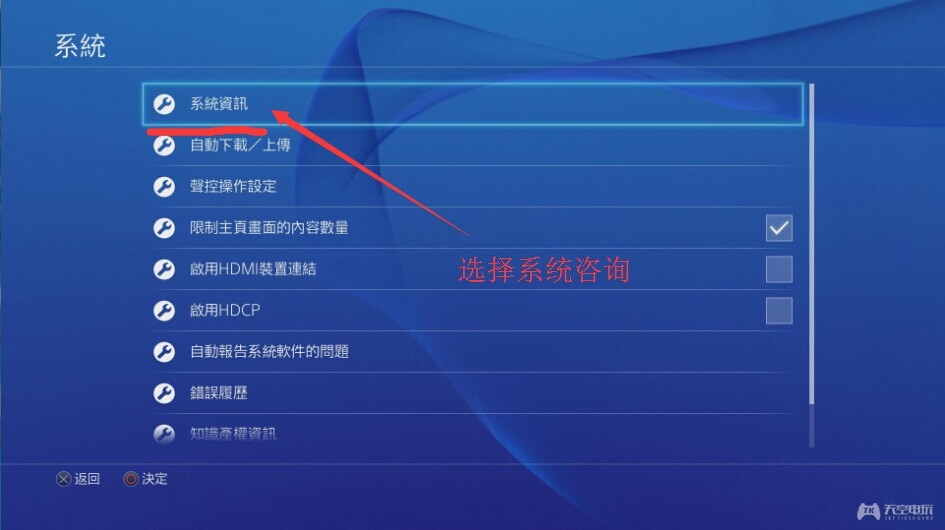 系統
系統資訊
自動下載／上傳
聲控操作設定
限制主頁畫面的內容數量
啟用HDMI裝置連結
选择系统咨询
啟用HDCP
自動報告系統軟件的問題
錯誤履歷
知識產權資訊
返回 決定
天空电玩
SKY VIDEO GAME